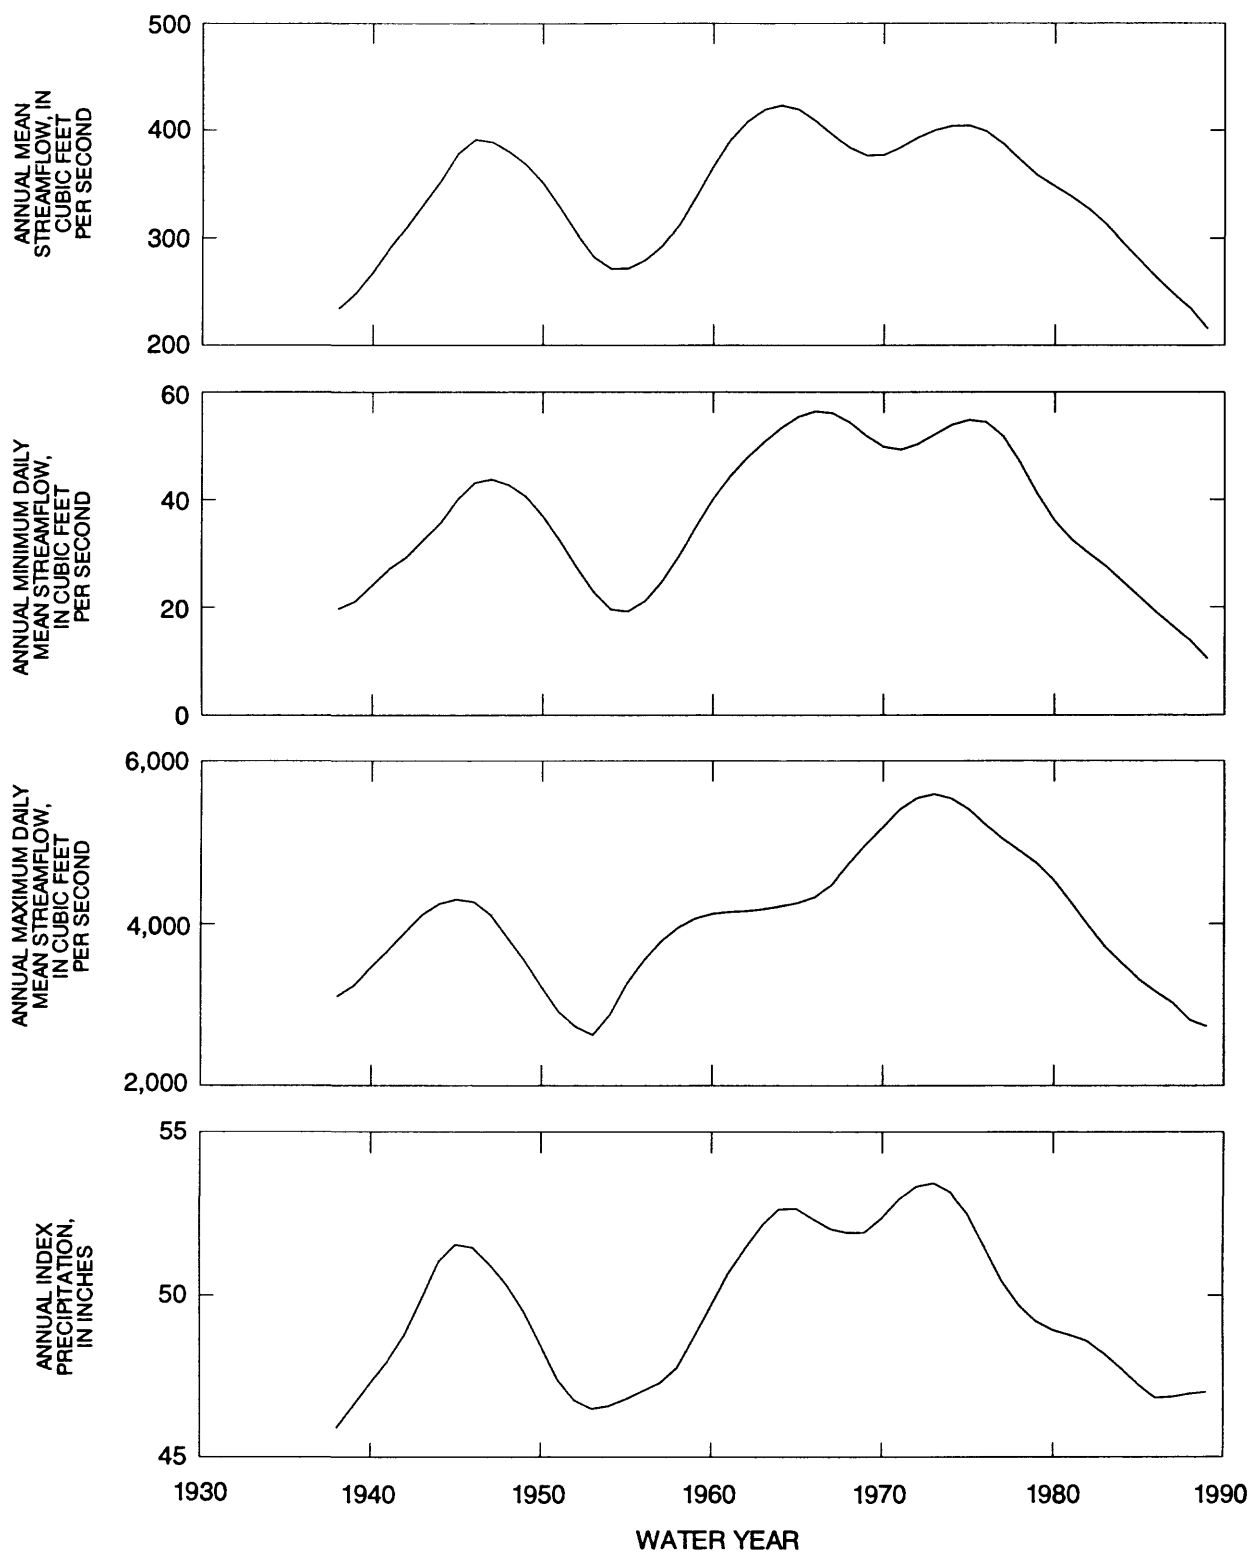 ANNUAL MEAN
STREAMFLOW, IN
CUBIC FEET
PER SECOND
500
400
300
200
ANNUAL MINIMUM DAILY
MEAN STREAMFLOW,
IN CUBIC FEET
PER SECOND
60
40
20
0
ANNUAL MAXIMUM DAILY
MEAN STREAMFLOW,
IN CUBIC FEET
PER SECOND
6,000
4,000
2,000
ANNUAL INDEX
PRECIPITATION,
IN INCHES
55
50
45
1930 1940 1950 1960 1970 1980 1990
WATER YEAR